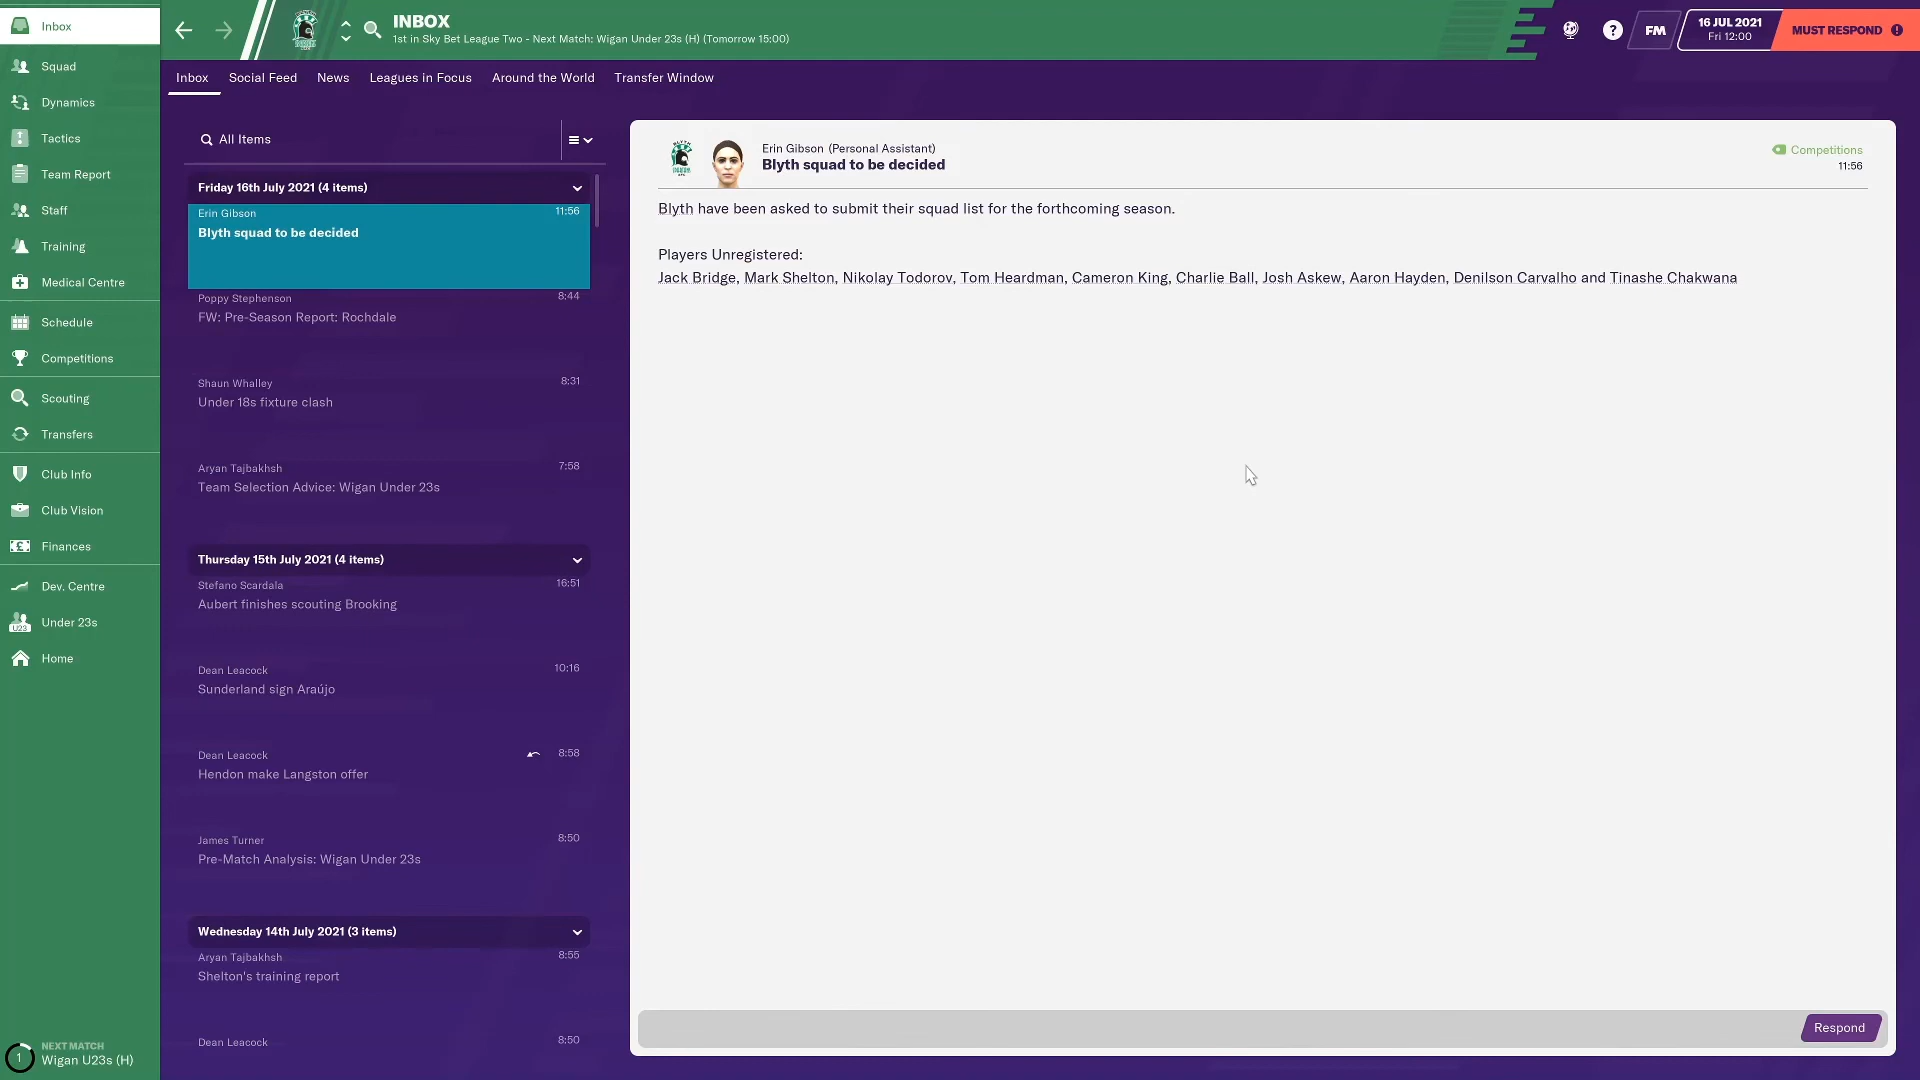 Inbox
Squad
Dynamics
Tactics
Team Report
Staff
Training
Medical Centre
Schedule
Competitions
Scouting
Transfers
Club Info
Club Vision
Finances
Dev. Centre
U23
Under 23s
Home
1
NEXT MATCH
Wigan U23s (H)
INBOX
1st in Sky Bet League Two - Next Match: Wigan Under 23s (H) (Tomorrow 15:00)
?
FM
16 JUL 2021
Fri 12:00
MUST RESPOND
Inbox Social Feed News Leagues in Focus Around the World Transfer Window
All Items
Friday 16th July 2021 (4 items)
Erin Gibson 11:56
Blyth squad to be decided
Poppy Stephenson 8:44
FW: Pre-Season Report: Rochdale
Shaun Whalley 8:31
Under 18s fixture clash
Aryan Tajbakhsh 7:58
Team Selection Advice: Wigan Under 23s
Thursday 15th July 2021 (4 items)
Stefano Scardala 16:51
Aubert finishes scouting Brooking
Dean Leacock 10:16
Sunderland sign Araújo
Dean Leacock 8:58
Hendon make Langston offer
James Turner 8:50
Pre-Match Analysis: Wigan Under 23s
Wednesday 14th July 2021 (3 items)
Aryan Tajbakhsh 8:55
Shelton's training report
Dean Leacock 8:50
Erin Gibson (Personal Assistant)
Blyth squad to be decided
Competitions
11:56
Blyth have been asked to submit their squad list for the forthcoming season.
Players Unregistered:
Jack Bridge, Mark Shelton, Nikolay Todorov, Tom Heardman, Cameron King, Charlie Ball, Josh Askew, Aaron Hayden, Denilson Carvalho and Tinashe Chakwana
Respond